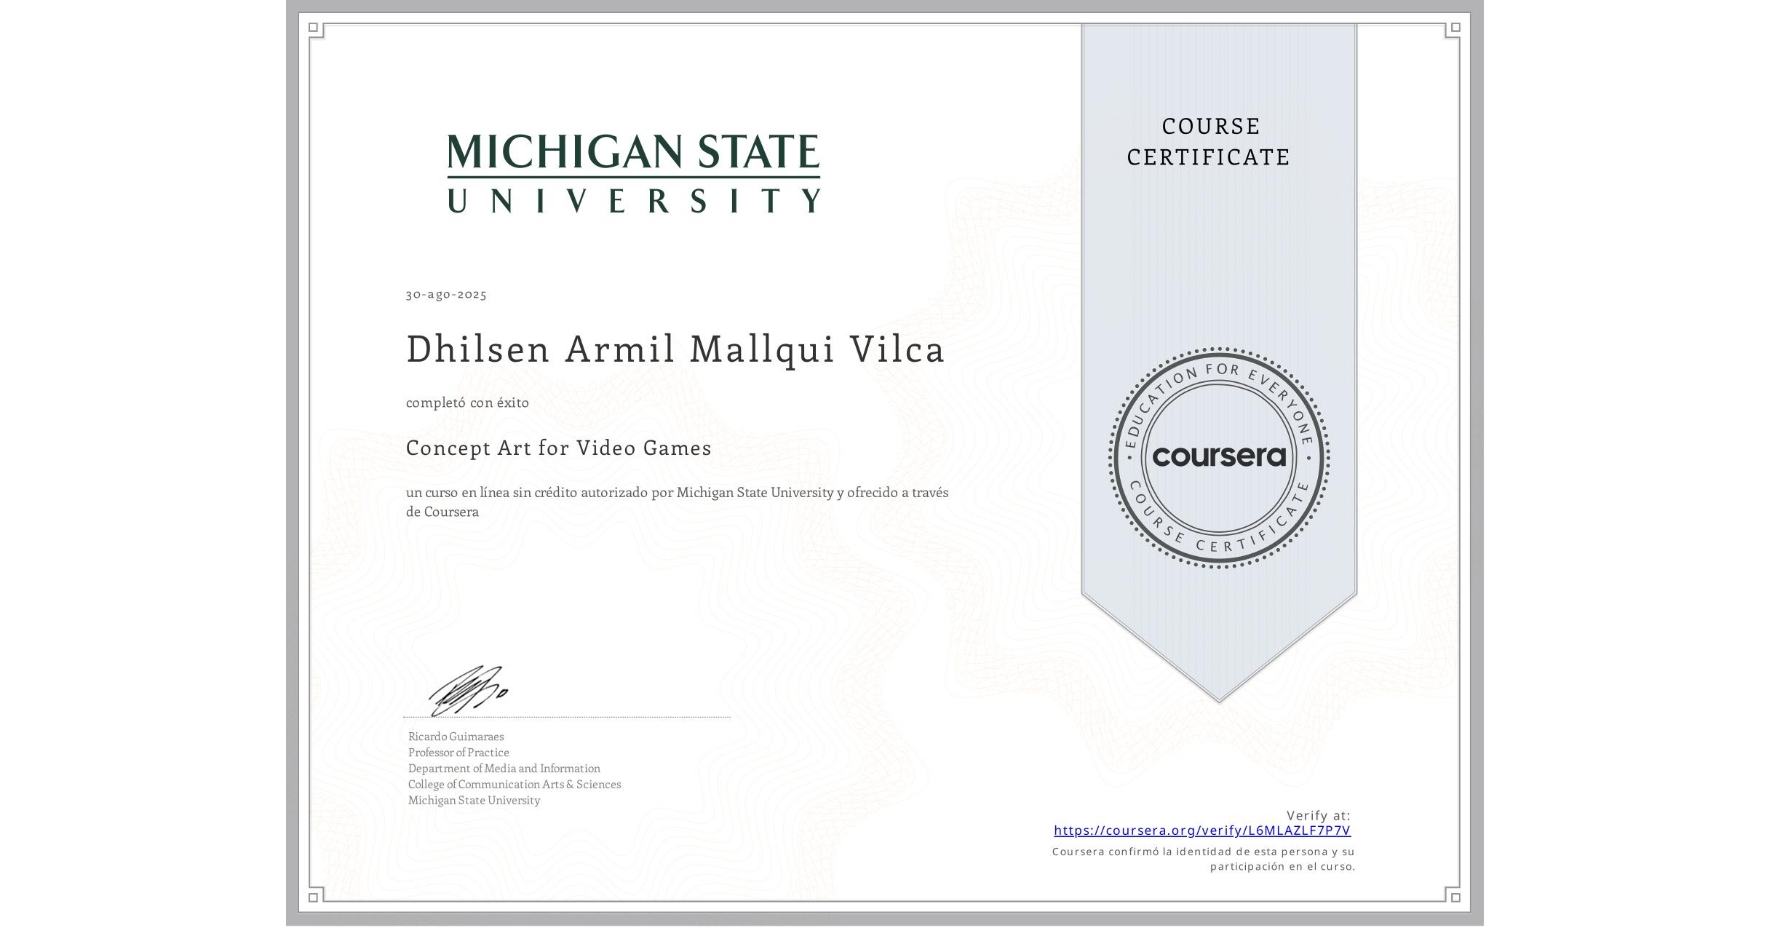 MICHIGAN STATE
UNIVERSITY
COURSE
CERTIFICATE
30-ago-2025
Dhilsen Armil Mallqui Vilca
completó con éxito
Concept Art for Video Games
un curso en línea sin crédito autorizado por Michigan State University y ofrecido a través
de Coursera
EDUCATION FOR EVERYONE
coursera
COURSE CERTIFICATE
Ricardo Guimaraes
Professor of Practice
Department of Media and Information
College of Communication Arts & Sciences
Michigan State University
Verify at:
https://coursera.org/verify/L6MLAZLF7P7V
Coursera confirmó la identidad de esta persona y su
participación en el curso.